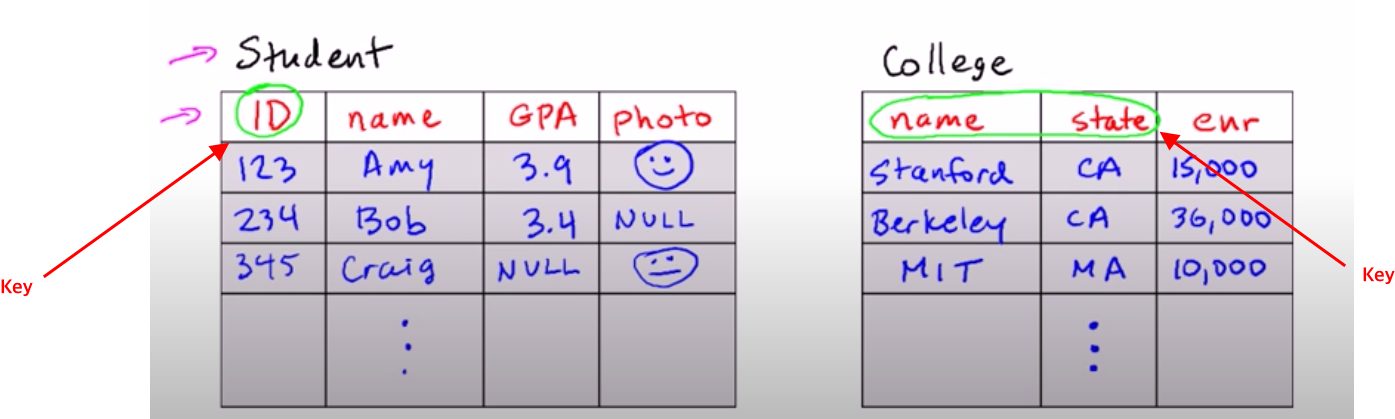 Student
ID name GPA photo
123 Amy 3.9
234 Bob 3.4 NULL
345 Craig NULL
College
name state enr
Stanford CA 15,000
Berkeley CA 36,000
MIT MA 10,000
Key
Key